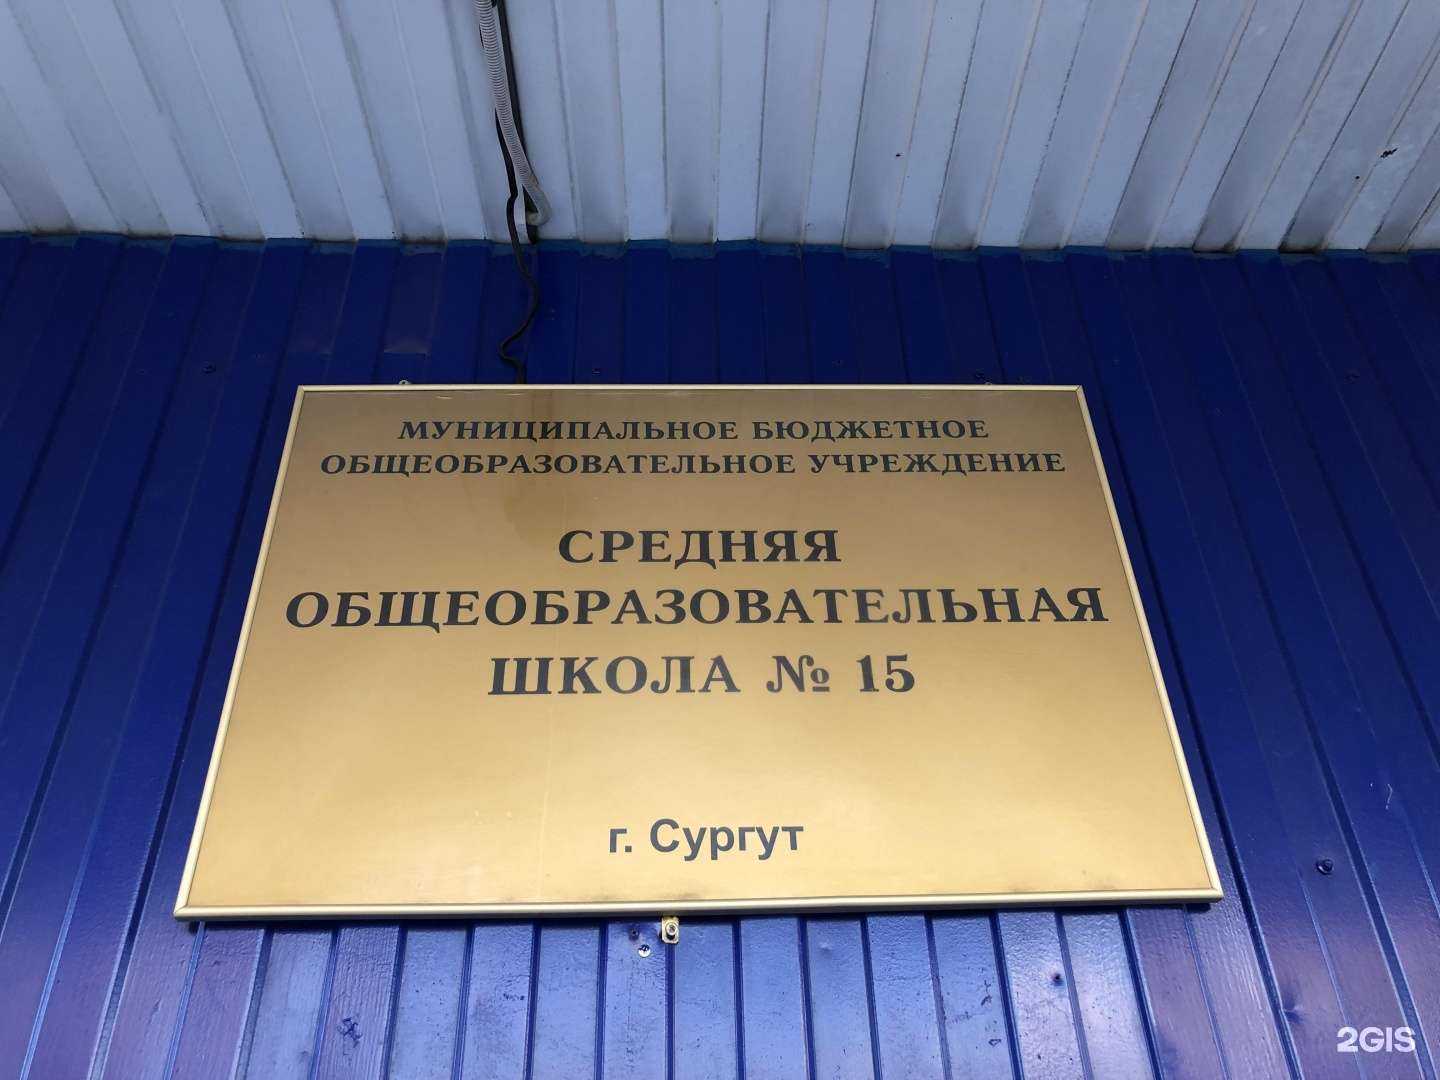 МУНИЦИПАЛЬНОЕ БЮДЖЕТНОЕ
ОБЩЕОБРАЗОВАТЕЛЬНОЕ УЧРЕЖДЕНИЕ
СРЕДНЯЯ
ОБЩЕОБРАЗОВАТЕЛЬНАЯ
ШКОЛА № 15
г. Сургут
2GIS